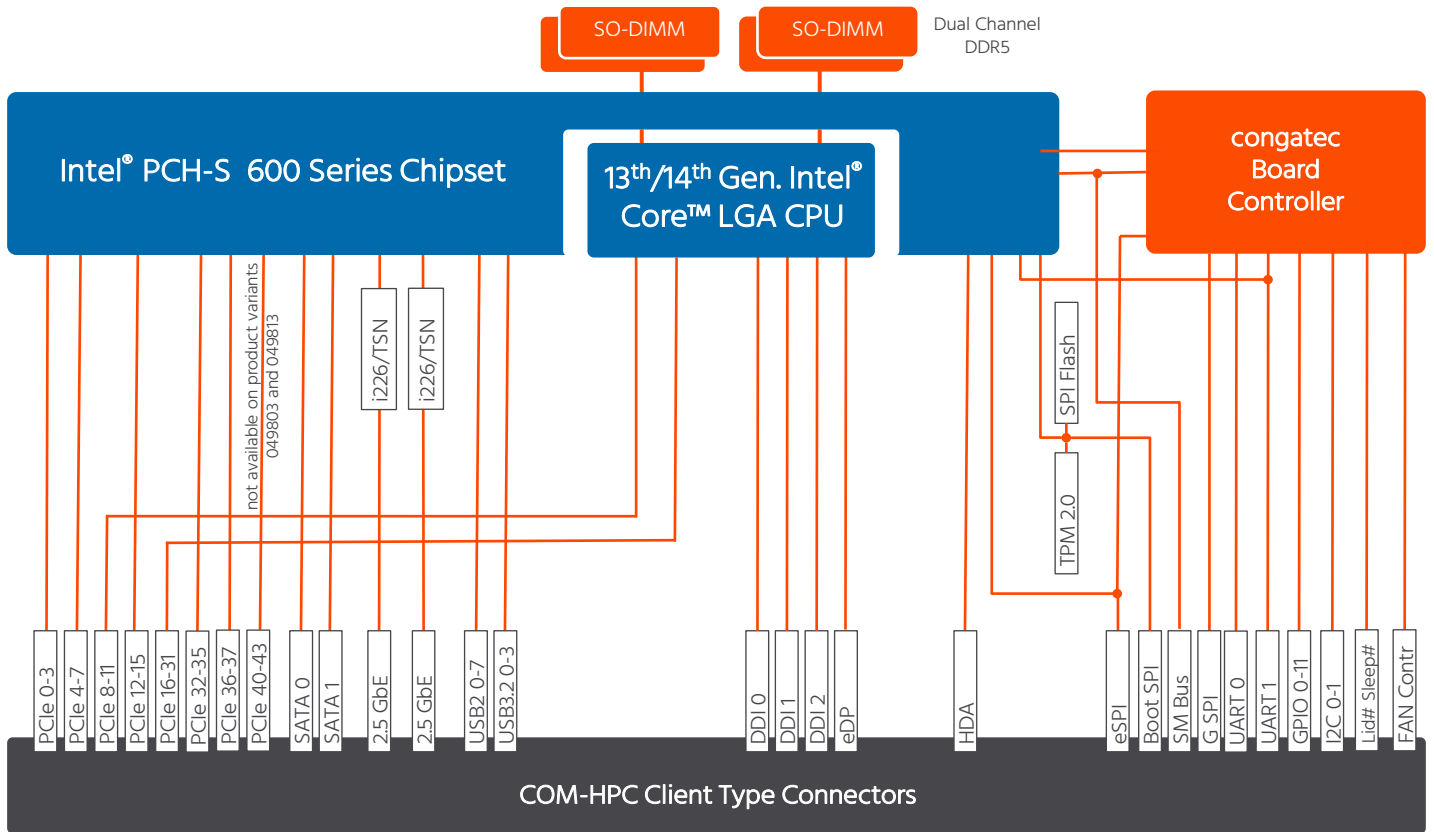 SO-DIMM
SO-DIMM
Dual Channel
DDR5
Intel® PCH-S 600 Series Chipset
13th/14th Gen. Intel®
Core™ LGA CPU
congatec
Board
Controller
not available on product variants
049803 and 049813
i226/TSN
i226/TSN
SPI Flash
TPM 2.0
PCIe 0-3
PCIe 4-7
PCIe 8-11
PCIe 12-15
PCIe 16-31
PCIe 32-35
PCIe 36-37
PCIe 40-43
SATA 0
SATA 1
2.5 GbE
2.5 GbE
USB2 0-7
USB3.2 0-3
DDI 0
DDI 1
DDI 2
eDP
HDA
eSPI
Boot SPI
SM Bus
G SPI
UART 0
UART 1
GPIO 0-11
I2C 0-1
Lid# Sleep#
FAN Contr
COM-HPC Client Type Connectors